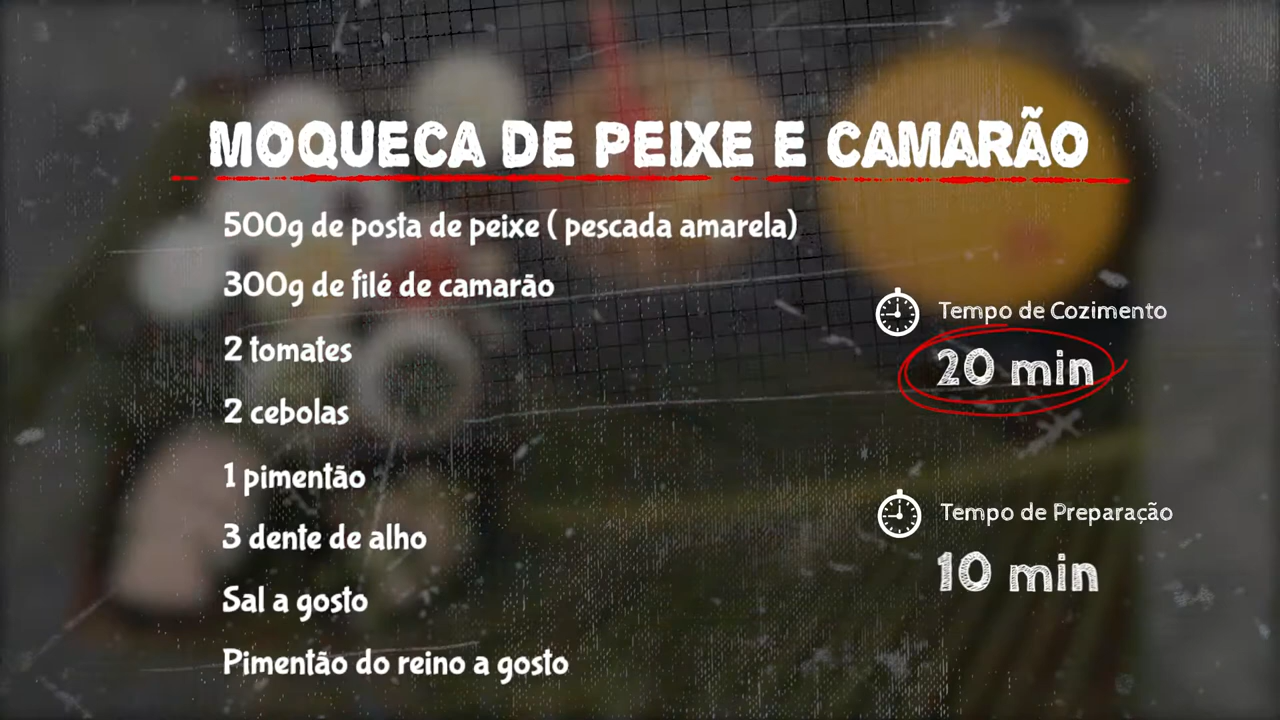 MOQUECA DE PEIXE E CAMARÃO
500g de posta de peixe ( pescada amarela)
300g de filé de camarão
2 tomates
2 cebolas
1 pimentão
3 dente de alho
Sal a gosto
Pimentão do reino a gosto
Tempo de Cozimento
20 min
Tempo de Preparação
10 min